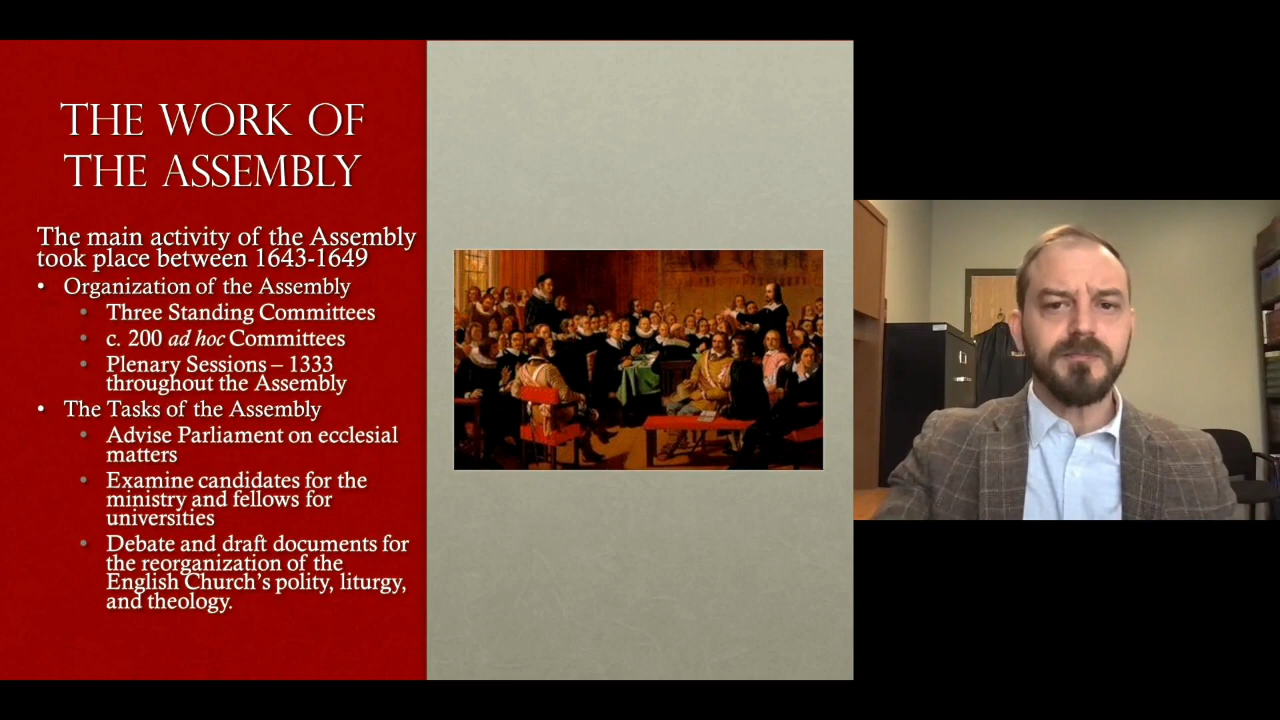 THE WORK OF
THE ASSEMBLY
The main activity of the Assembly
took place between 1643-1649
• Organization of the Assembly
• Three Standing Committees
• c. 200 ad hoc Committees
• Plenary Sessions – 1333
throughout the Assembly
• The Tasks of the Assembly
• Advise Parliament on ecclesial
matters
• Examine candidates for the
ministry and fellows for
universities
• Debate and draft documents for
the reorganization of the
English Church’s polity, liturgy,
and theology.